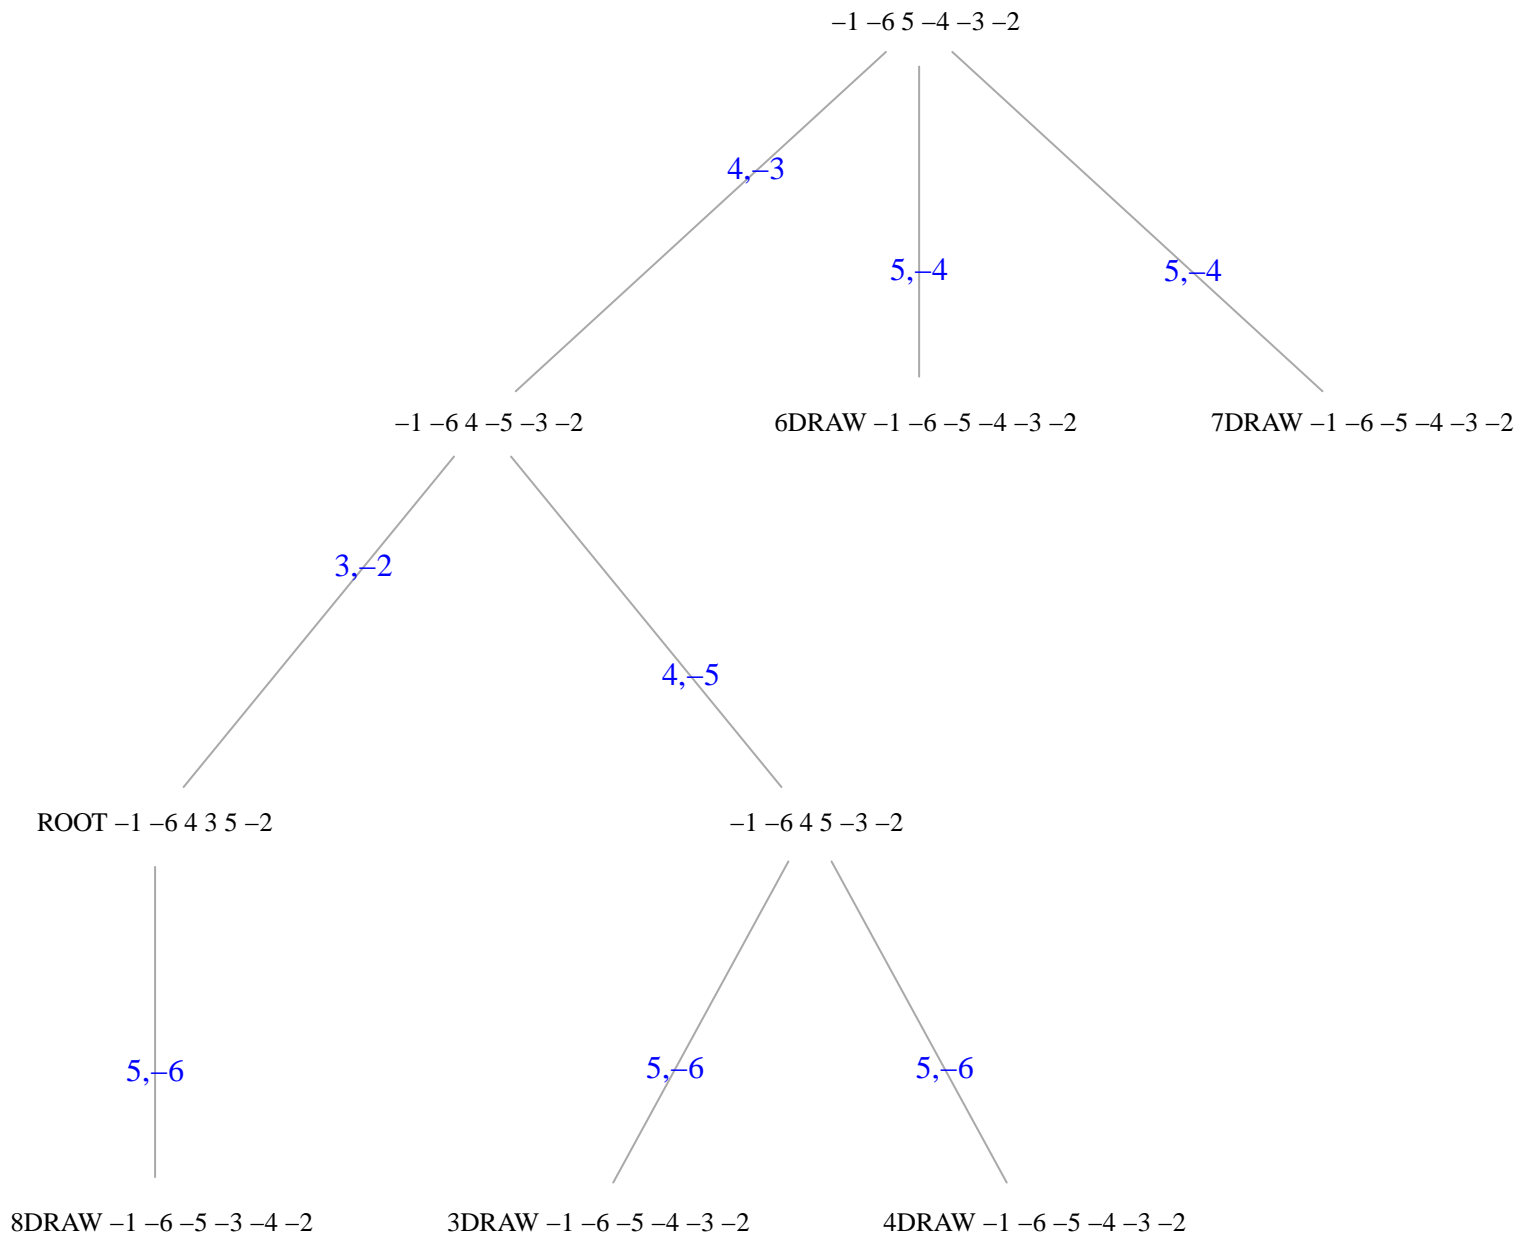 –1 –6 5 –4 –3 –2
4,–3
5,–4
5,–4
–1 –6 4 –5 –3 –2
6DRAW –1 –6 –5 –4 –3 –2
7DRAW –1 –6 –5 –4 –3 –2
3,–2
4,–5
ROOT –1 –6 4 3 5 –2
–1 –6 4 5 –3 –2
5,–6
5,–6
5,–6
8DRAW –1 –6 –5 –3 –4 –2
3DRAW –1 –6 –5 –4 –3 –2
4DRAW –1 –6 –5 –4 –3 –2